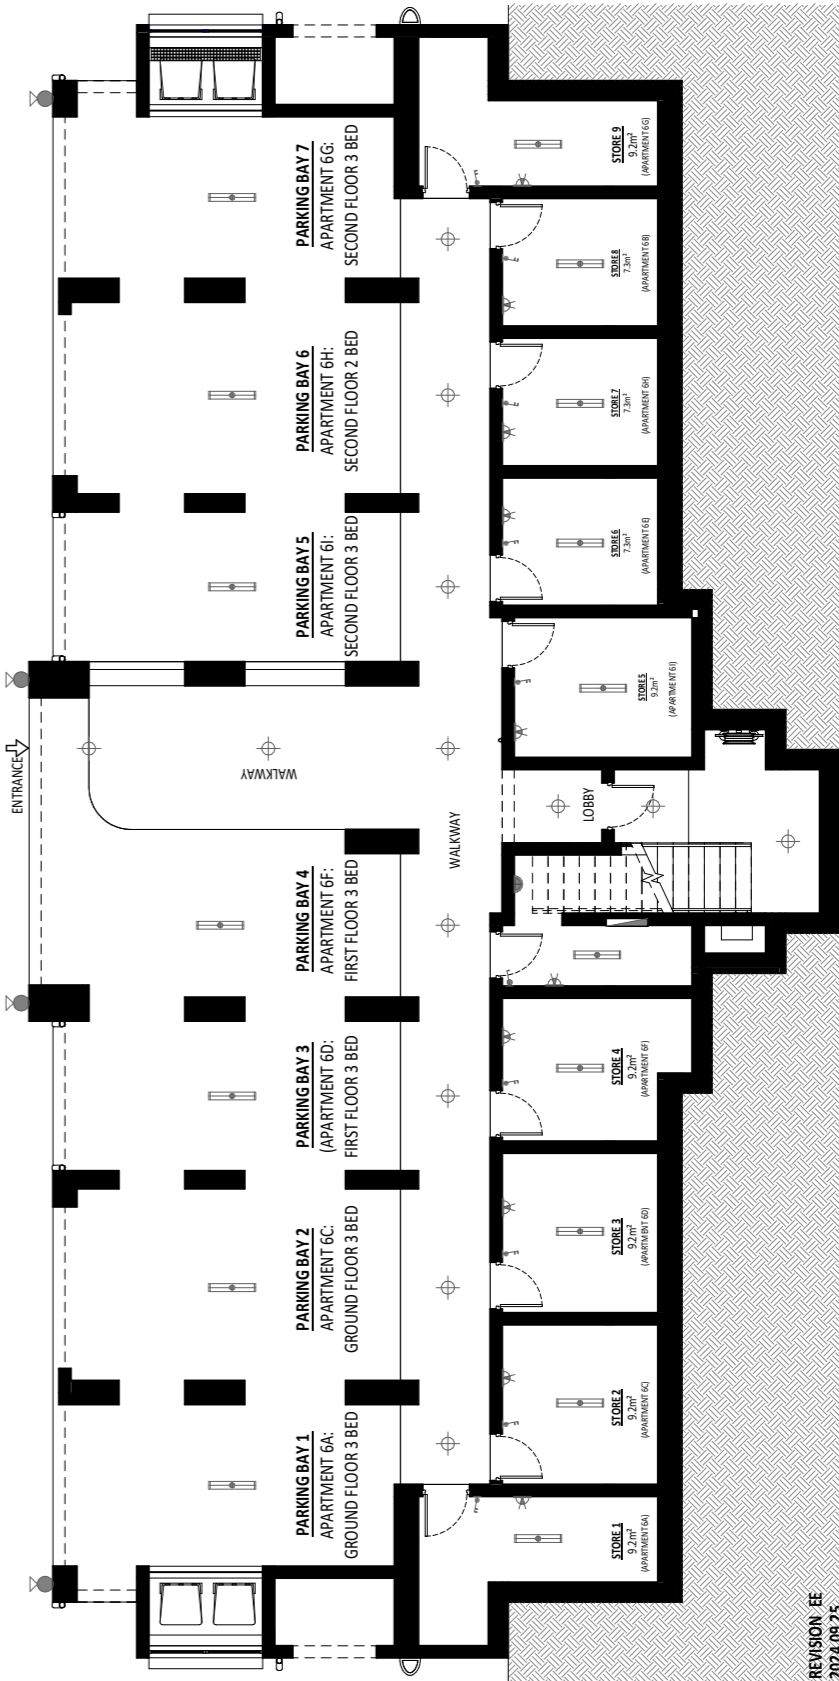 ENTRANCE
WALKWAY
WALKWAY
LOBBY
PARKING BAY 1
APARTMENT 6A:
GROUND FLOOR 3 BED
PARKING BAY 2
APARTMENT 6C:
GROUND FLOOR 3 BED
PARKING BAY 3
(APARTMENT 6D:
FIRST FLOOR 3 BED
PARKING BAY 4
APARTMENT 6F:
FIRST FLOOR 3 BED
PARKING BAY 5
APARTMENT 6I:
SECOND FLOOR 3 BED
PARKING BAY 6
APARTMENT 6H:
SECOND FLOOR 2 BED
PARKING BAY 7
APARTMENT 6G:
SECOND FLOOR 3 BED
STORE 1
9.2m²
(APARTMENT 6A)
STORE 2
9.2m²
(APARTMENT 6C)
STORE 3
9.2m²
(APARTMENT 6D)
STORE 4
9.2m²
(APARTMENT 6F)
STORE 5
9.2m²
(APARTMENT 6I)
STORE 6
7.3m²
(APARTMENT 6E)
STORE 7
7.3m²
(APARTMENT 6H)
STORE 8
7.3m²
(APARTMENT 6B)
STORE 9
9.2m²
(APARTMENT 6G)
REVISION EE
2024.09.25